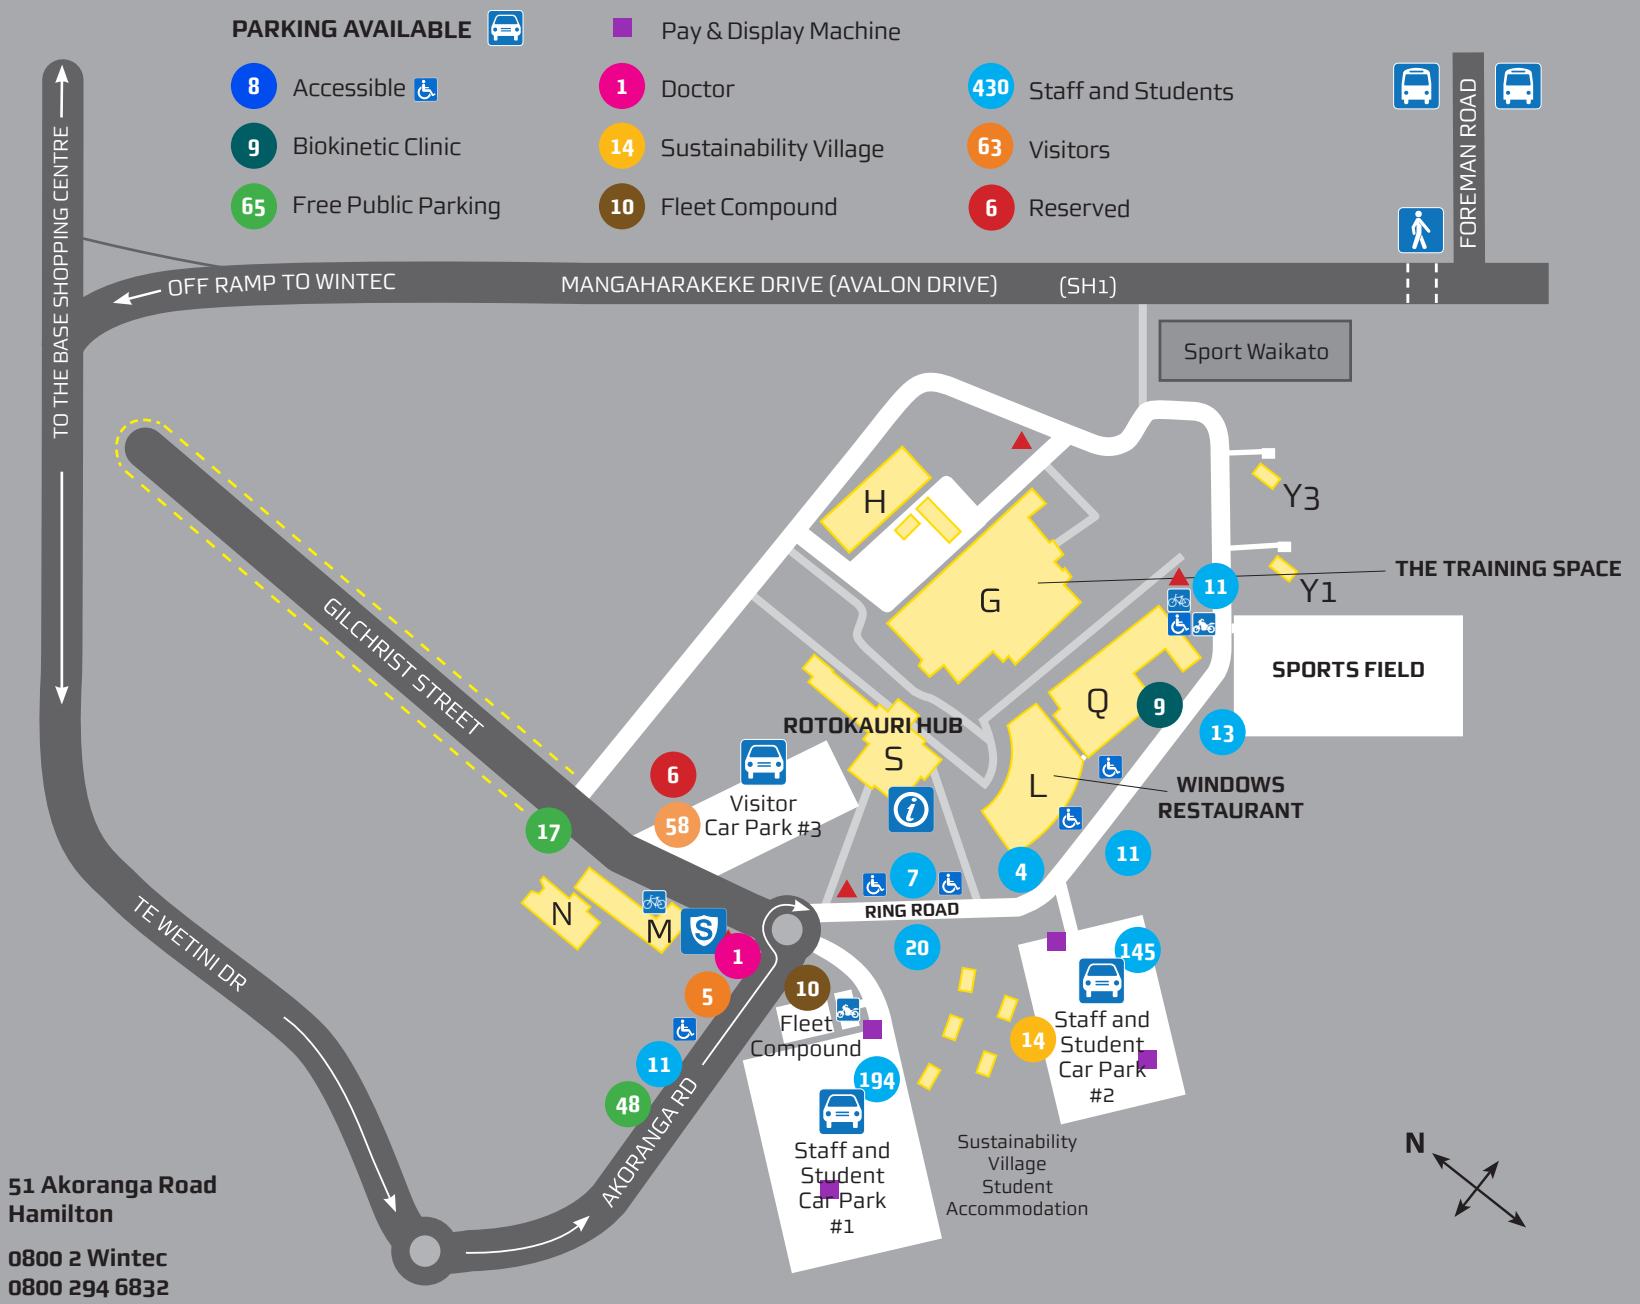 PARKING AVAILABLE
Pay & Display Machine
8 Accessible
1 Doctor
430 Staff and Students
9 Biokinetic Clinic
14 Sustainability Village
63 Visitors
65 Free Public Parking
10 Fleet Compound
6 Reserved
FOREMAN ROAD
TO THE BASE SHOPPING CENTRE
OFF RAMP TO WINTEC
MANGAHARAKEKE DRIVE (AVALON DRIVE)
(SH1)
Sport Waikato
H
Y3
THE TRAINING SPACE
11
Y1
G
GILCHRIST STREET
SPORTS FIELD
Q
9
13
ROTOKAURI HUB
S
i
L
WINDOWS
RESTAURANT
6
58
Visitor
Car Park #3
17
7
4
11
RING ROAD
20
N
M
S
1
5
10
Fleet
Compound
11
48
TE WETINI DR
AKORANGA RD
145
Staff and
Student
Car Park
#2
14
194
Staff and
Student
Car Park
#1
Sustainability
Village
Student
Accommodation
N
51 Akoranga Road
Hamilton
0800 2 Wintec
0800 294 6832